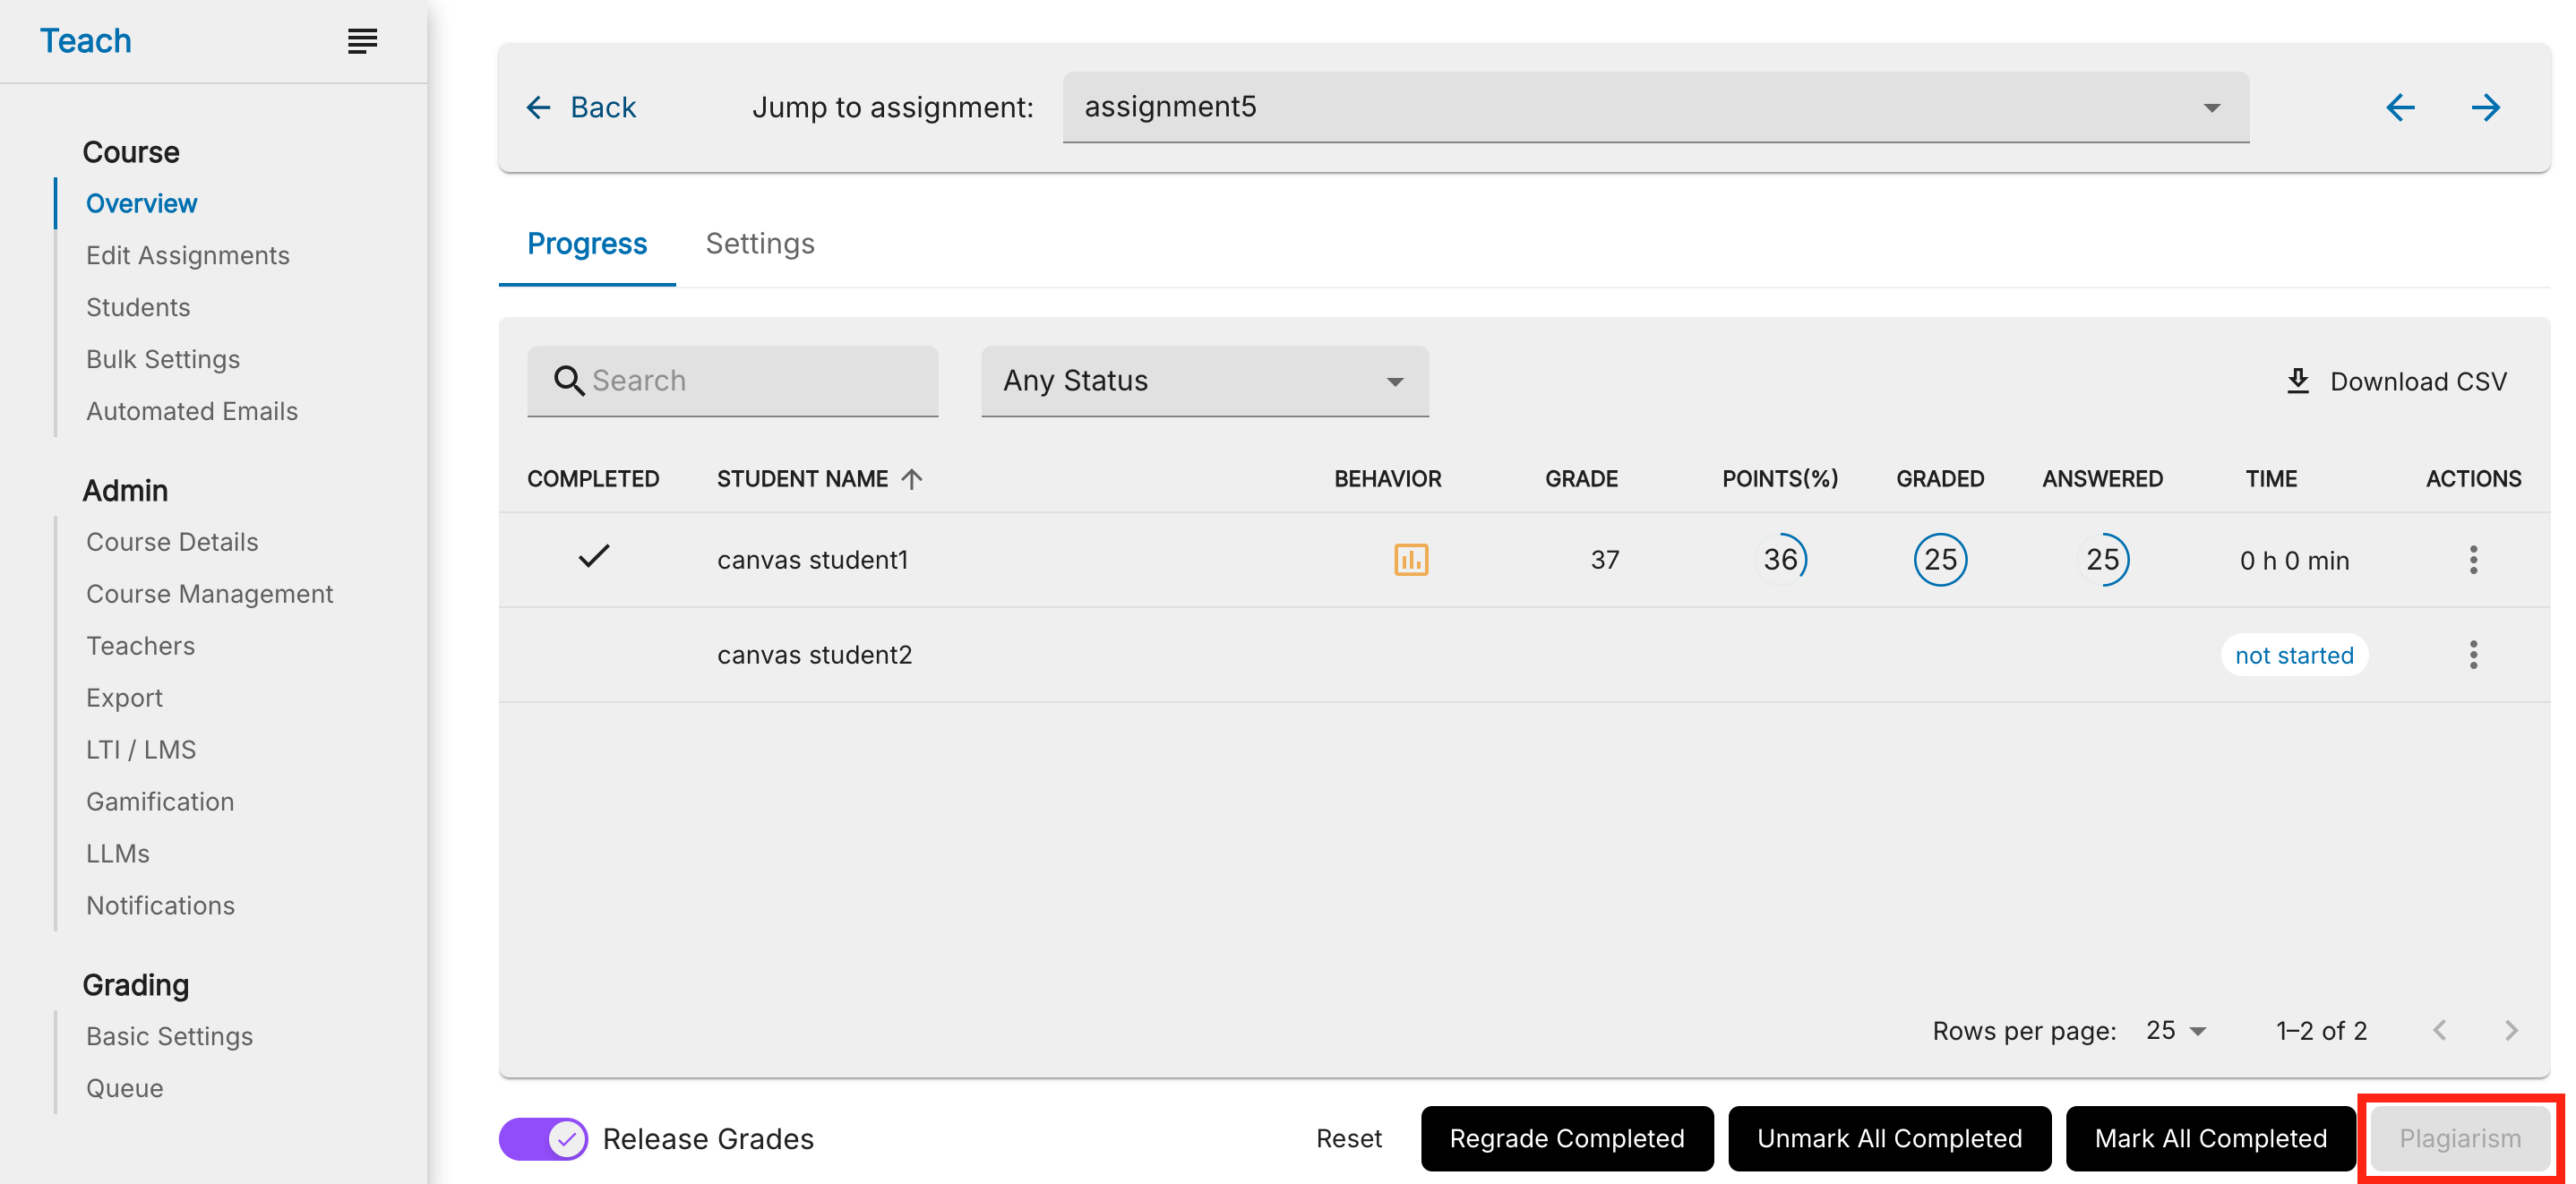 Teach
Course
Overview
Edit Assignments
Students
Bulk Settings
Automated Emails
Admin
Course Details
Course Management
Teachers
Export
LTI / LMS
Gamification
LLMs
Notifications
Grading
Basic Settings
Queue
Back Jump to assignment: assignment5
Progress Settings
Search Any Status Download CSV
COMPLETED STUDENT NAME BEHAVIOR GRADE POINTS(%) GRADED ANSWERED TIME ACTIONS
canvas student1 37 36 25 25 0 h 0 min
canvas student2 not started
Rows per page: 25 1–2 of 2
Release Grades Reset Regrade Completed Unmark All Completed Mark All Completed Plagiarism